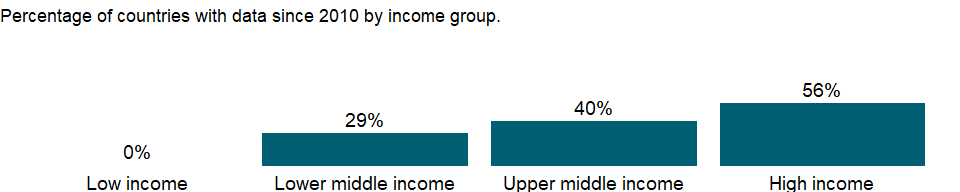 Percentage of countries with data since 2010 by income group.
56%
40%
29%
0%
Low income Lower middle income Upper middle income High income